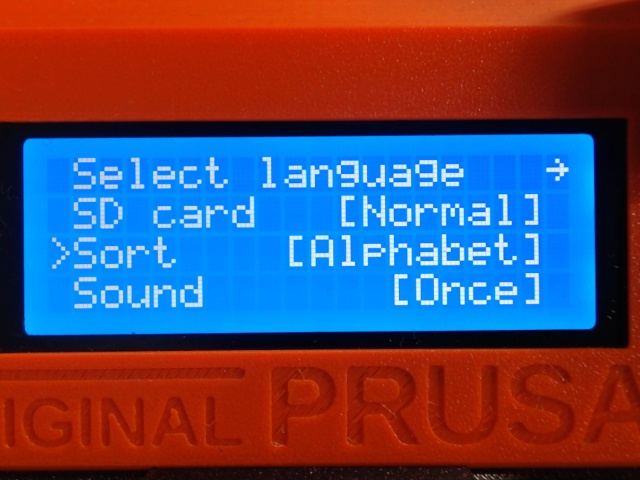 Select language →
SD card [Normal]
>Sort [Alphabet]
Sound [Once]
IGINAL PRUSA